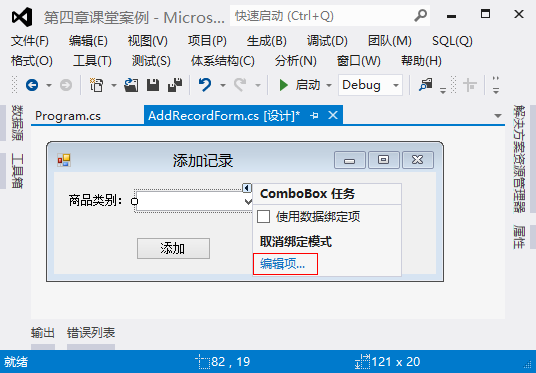 第四章课堂案例 - Micros... 快速启动 (Ctrl+Q)
文件(F) 编辑(E) 视图(V) 项目(P) 生成(B) 调试(D) 团队(M) SQL(Q)
格式(O) 工具(T) 测试(S) 体系结构(C) 分析(N) 窗口(W) 帮助(H)
启动 Debug
Program.cs AddRecordForm.cs [设计]*
数据源
工具箱
添加记录
商品类别:
ComboBox 任务
使用数据绑定项
取消绑定模式
编辑项...
添加
解决方案资源管理器
属性
输出 错误列表
就绪 82 , 19 121 x 20